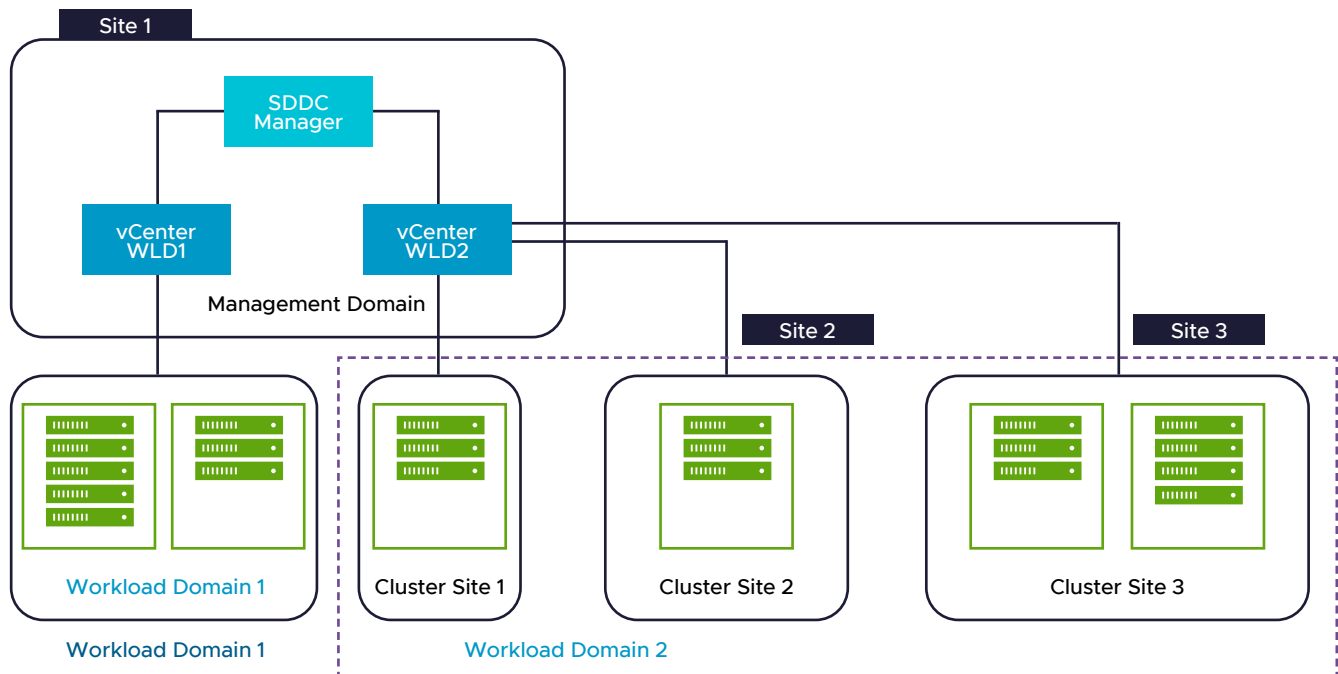 Site 1
SDDC
Manager
vCenter
WLD1
vCenter
WLD2
Management Domain
Site 2
Site 3
Workload Domain 1
Cluster Site 1
Cluster Site 2
Cluster Site 3
Workload Domain 1
Workload Domain 2